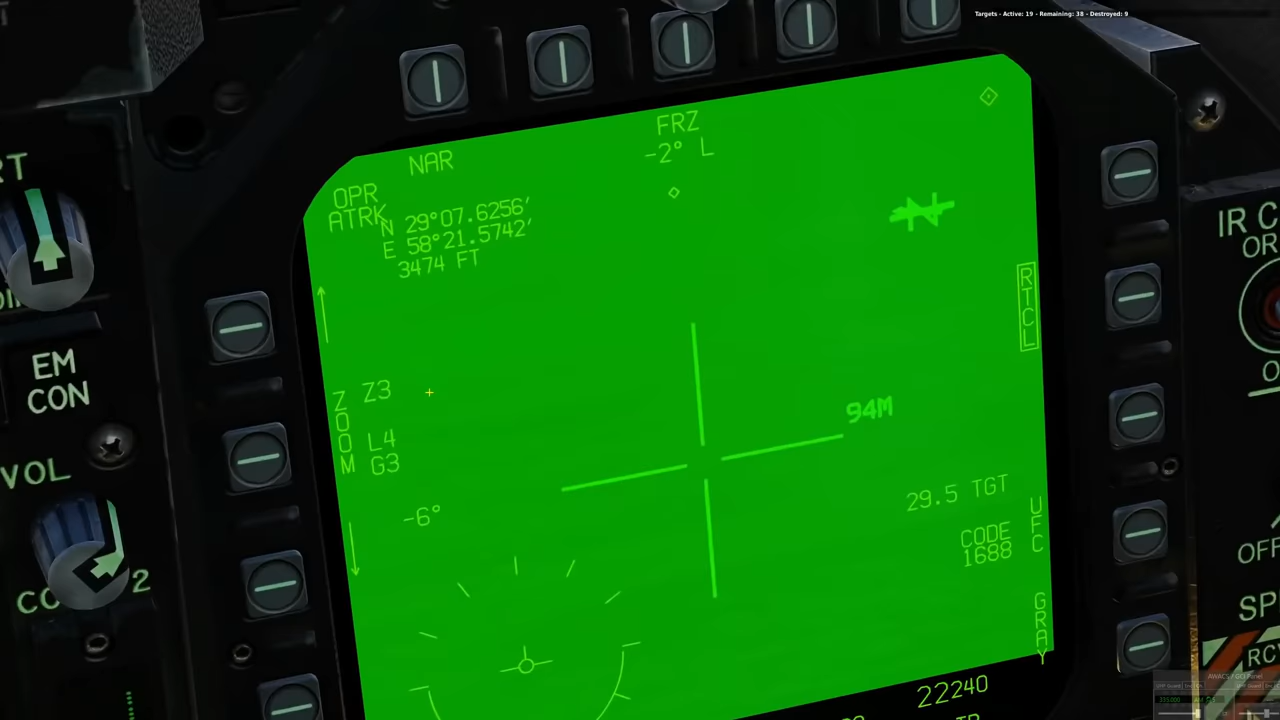 Targets - Active: 19 - Remaining: 38 - Destroyed: 9
FRZ
NAR
-2° L
OPR
ATRK
N 29°07.6256'
E 58°21.5742'
3474 FT
N
RTCL
IR C
OR
EM
CON
ZOOM
Z3
L4
G3
94M
VOL
-6°
29.5 TGT
CODE
1688
UFC
OFF
2
GRAY
SP
RCV
22240